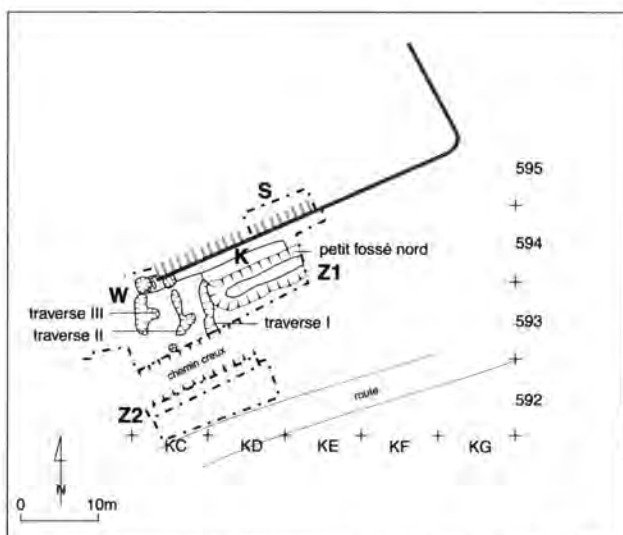 595
S
594
K
petit fossé nord
Z1
W
traverse III
593
traverse II
traverse I
chemin creux
592
route
Z2
KC KD KE KF KG
N
0 10m